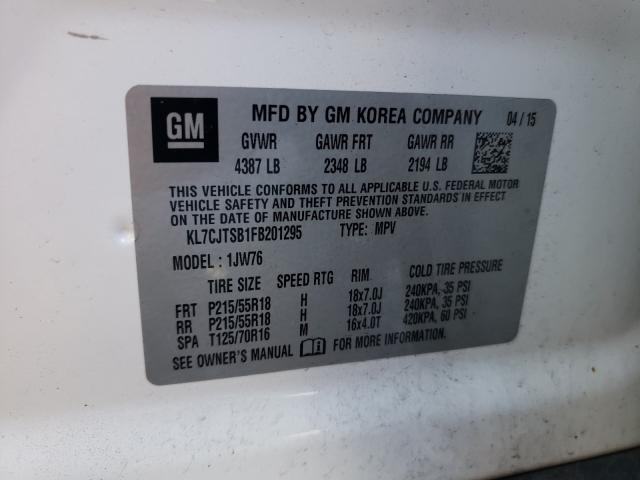 GM MFD BY GM KOREA COMPANY 04/15
GVWR GAWR FRT GAWR RR
4387 LB 2348 LB 2194 LB
THIS VEHICLE CONFORMS TO ALL APPLICABLE U.S. FEDERAL MOTOR
VEHICLE SAFETY AND THEFT PREVENTION STANDARDS IN EFFECT
ON THE DATE OF MANUFACTURE SHOWN ABOVE.
KL7CJTSB1FB201295 TYPE: MPV
MODEL : 1JW76
TIRE SIZE SPEED RTG RIM COLD TIRE PRESSURE
FRT P215/55R18 H 18x7.0J 240KPA, 35 PSI
RR P215/55R18 H 18x7.0J 240KPA, 35 PSI
SPA T125/70R16 M 16x4.0T 420KPA, 60 PSI
SEE OWNER'S MANUAL FOR MORE INFORMATION.